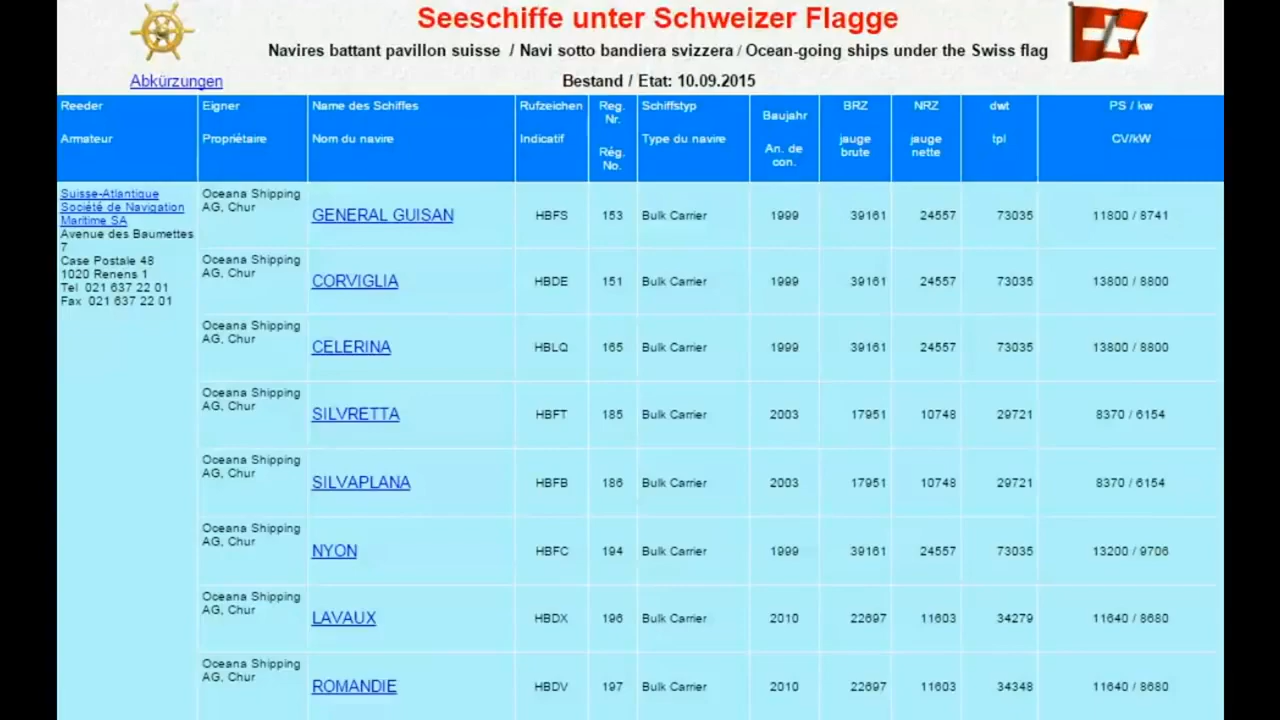 Seeschiffe unter Schweizer Flagge
Navires battant pavillon suisse / Navi sotto bandiera svizzera / Ocean-going ships under the Swiss flag
Abkürzungen
Bestand / Etat: 10.09.2015
Reeder
Armateur
Eigner
Propriétaire
Name des Schiffes
Nom du navire
Rufzeichen
Indicatif
Reg.
Nr.
Rég.
No.
Schiffstyp
Type du navire
Baujahr
An. de
con.
BRZ
jauge
brute
NRZ
jauge
nette
dwt
tpl
PS / kw
CV/kW
Suisse-Atlantique
Société de Navigation
Maritime SA
Avenue des Baumettes
7
Case Postale 48
1020 Renens 1
Tel 021 637 22 01
Fax 021 637 22 01
Oceana Shipping
AG, Chur
GENERAL GUISAN HBFS 153 Bulk Carrier 1999 39161 24557 73035 11800 / 8741
Oceana Shipping
AG, Chur
CORVIGLIA HBDE 151 Bulk Carrier 1999 39161 24557 73035 13800 / 8800
Oceana Shipping
AG, Chur
CELERINA HBLQ 165 Bulk Carrier 1999 39161 24557 73035 13800 / 8800
Oceana Shipping
AG, Chur
SILVRETTA HBFT 185 Bulk Carrier 2003 17951 10748 29721 8370 / 6154
Oceana Shipping
AG, Chur
SILVAPLANA HBFB 186 Bulk Carrier 2003 17951 10748 29721 8370 / 6154
Oceana Shipping
AG, Chur
NYON HBFC 194 Bulk Carrier 1999 39161 24557 73035 13200 / 9706
Oceana Shipping
AG, Chur
LAVAUX HBDX 196 Bulk Carrier 2010 22697 11603 34279 11640 / 8680
Oceana Shipping
AG, Chur
ROMANDIE HBDV 197 Bulk Carrier 2010 22697 11603 34348 11640 / 8680